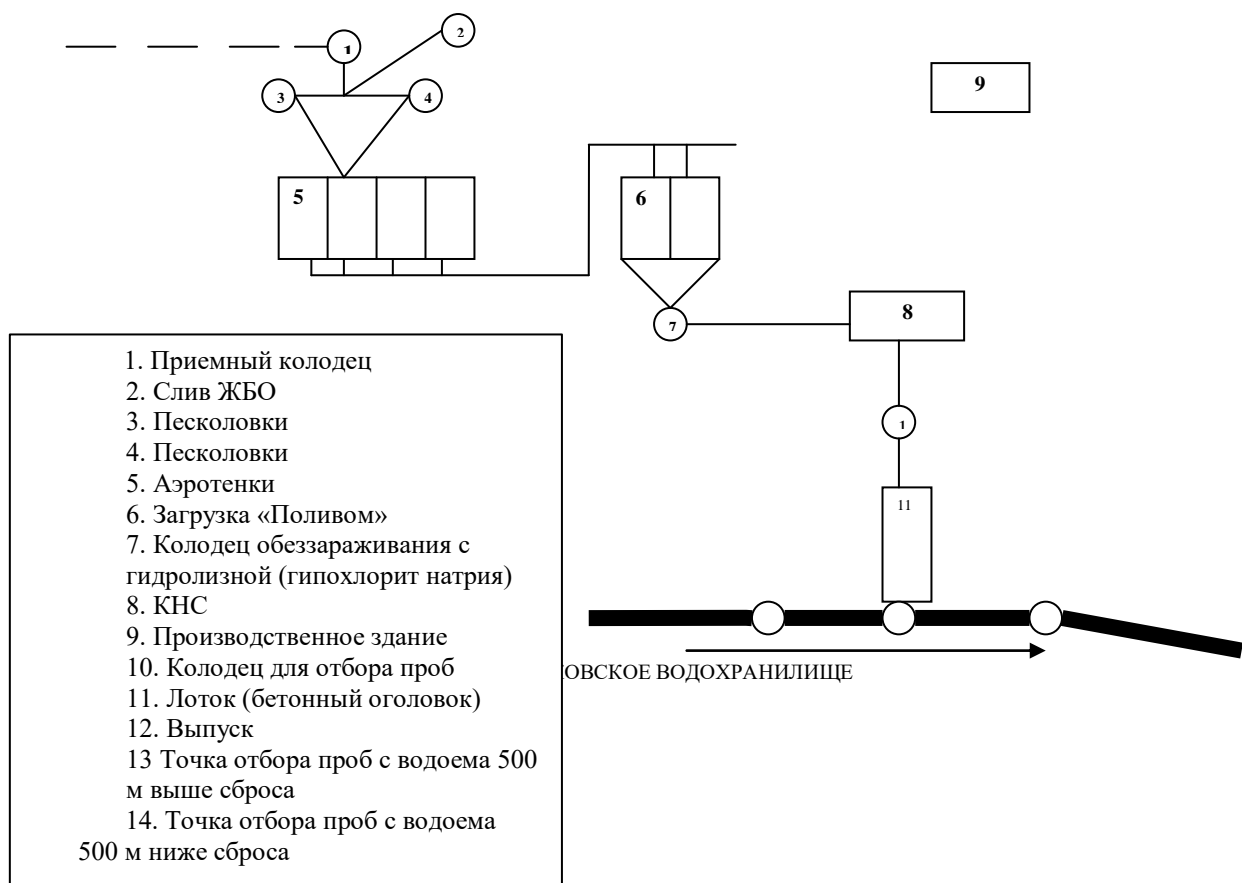 1
2
3
4
9
5
6
7
8
1
11
1. Приемный колодец
2. Слив ЖБО
3. Песколовки
4. Песколовки
5. Аэротенки
6. Загрузка «Поливом»
7. Колодец обеззараживания с
гидролизной (гипохлорит натрия)
8. КНС
9. Производственное здание
10. Колодец для отбора проб
11. Лоток (бетонный оголовок)
12. Выпуск
13 Точка отбора проб с водоема 500
м выше сброса
14. Точка отбора проб с водоема
500 м ниже сброса
ОВСКОЕ ВОДОХРАНИЛИЩЕ